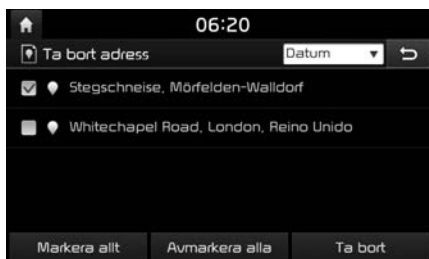 06:20
Ta bort adress
Datum
Stegschneise, Mörfelden-Walldorf
Whitechapel Road, London, Reino Unido
Markera allt
Avmarkera alla
Ta bort